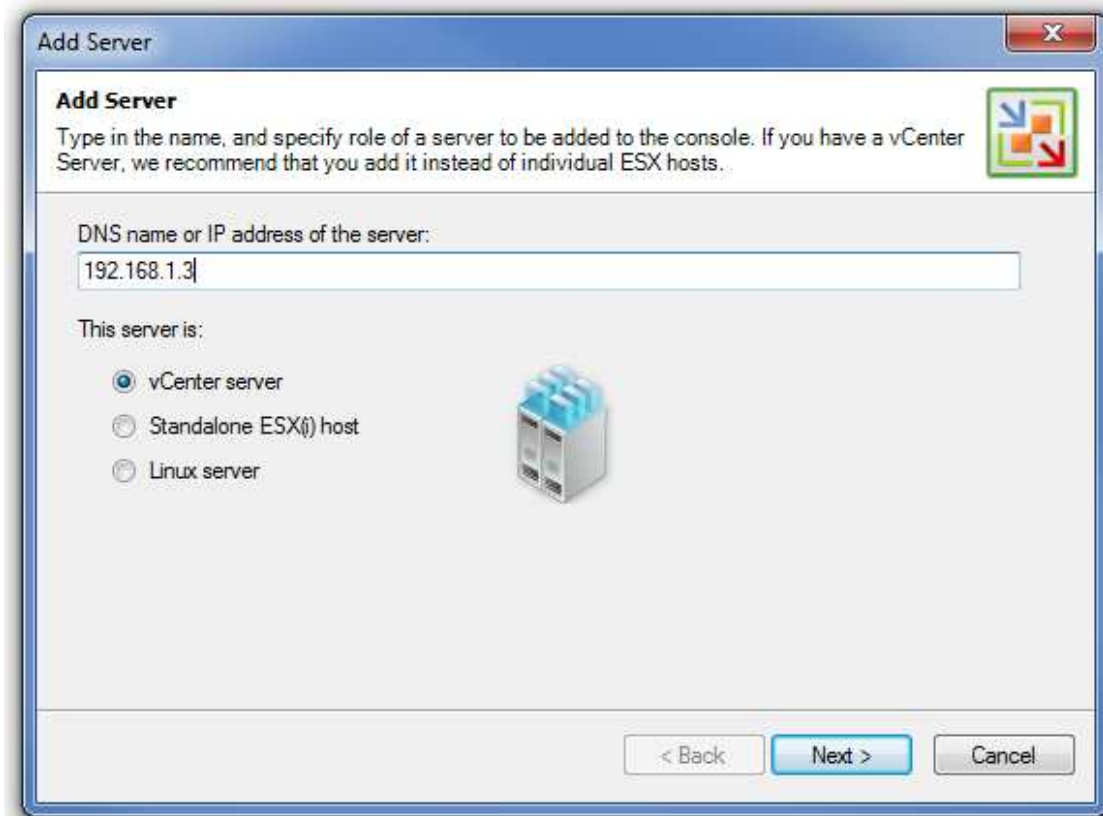 Add Server
Add Server
Type in the name, and specify role of a server to be added to the console. If you have a vCenter
Server, we recommend that you add it instead of individual ESX hosts.
DNS name or IP address of the server:
192.168.1.3
This server is:
vCenter server
Standalone ESX(i) host
Linux server
< Back
Next >
Cancel